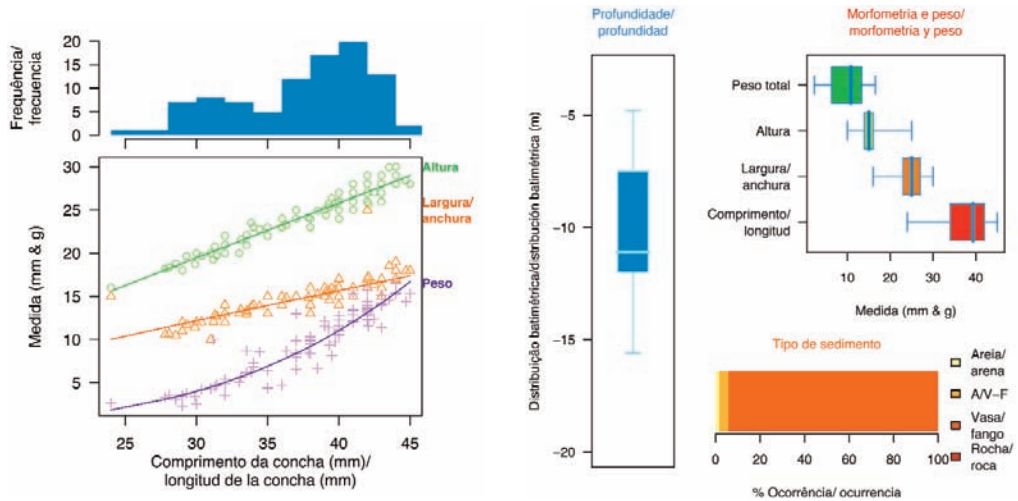 Frequência/
frecuencia
20
15
10
5
0
Medida (mm & g)
30
25
20
15
10
5
Altura
Largura/
anchura
Peso
25 30 35 40 45
Comprimento da concha (mm)/
longitud de la concha (mm)
Profundidade/
profundidad
Distribuição batimétrica/distribución batimétrica (m)
−5
−10
−15
−20
Morfometria e peso/
morfometría y peso
Peso total
Altura
Largura/
anchura
Comprimento/
longitud
10 20 30 40
Medida (mm & g)
Tipo de sedimento
0 20 40 60 80 100
% Ocorrência/ ocurrencia
Areia/
arena
A/V−F
Vasa/
fango
Rocha/
roca